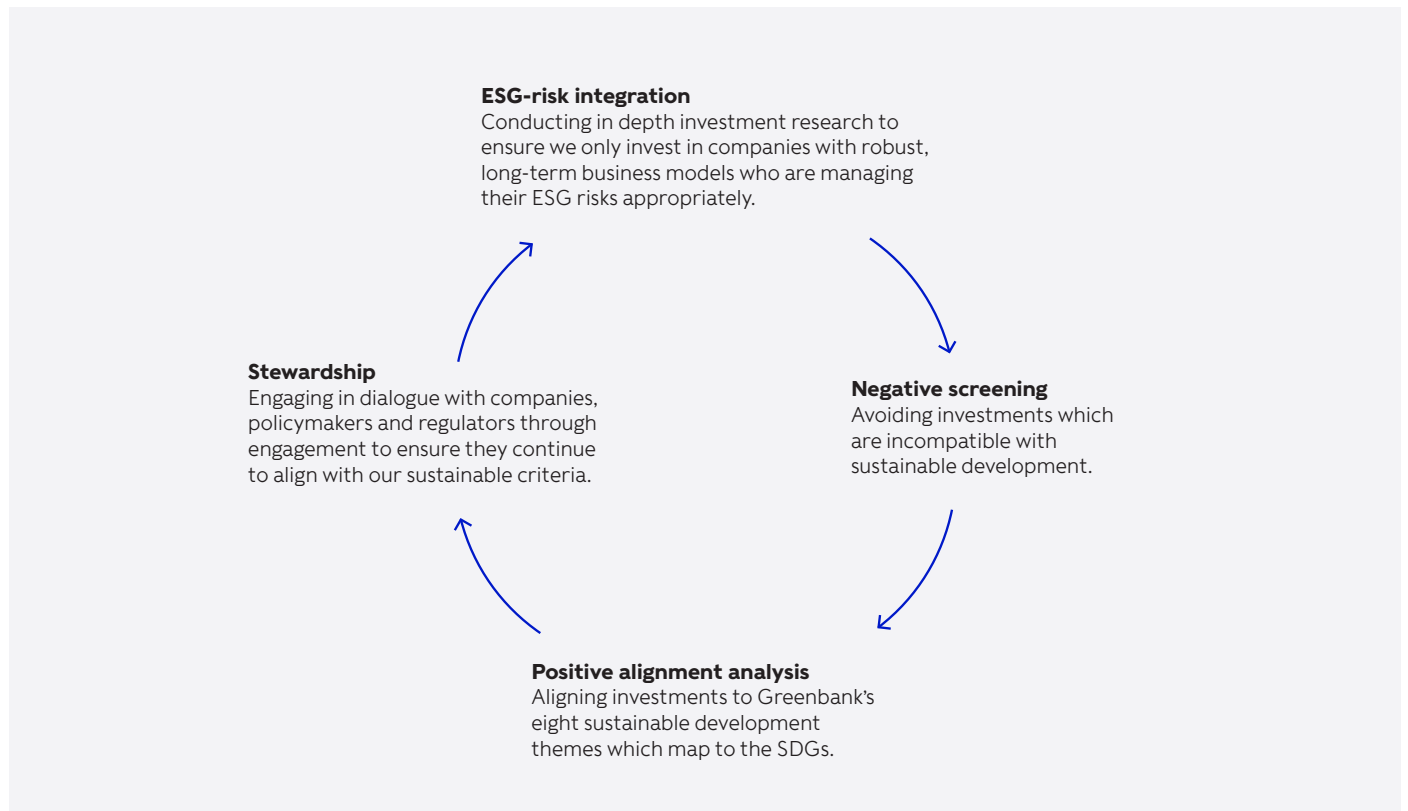 ESG-risk integration
Conducting in depth investment research to
ensure we only invest in companies with robust,
long-term business models who are managing
their ESG risks appropriately.
Stewardship
Engaging in dialogue with companies,
policymakers and regulators through
engagement to ensure they continue
to align with our sustainable criteria.
Negative screening
Avoiding investments which
are incompatible with
sustainable development.
Positive alignment analysis
Aligning investments to Greenbank’s
eight sustainable development
themes which map to the SDGs.